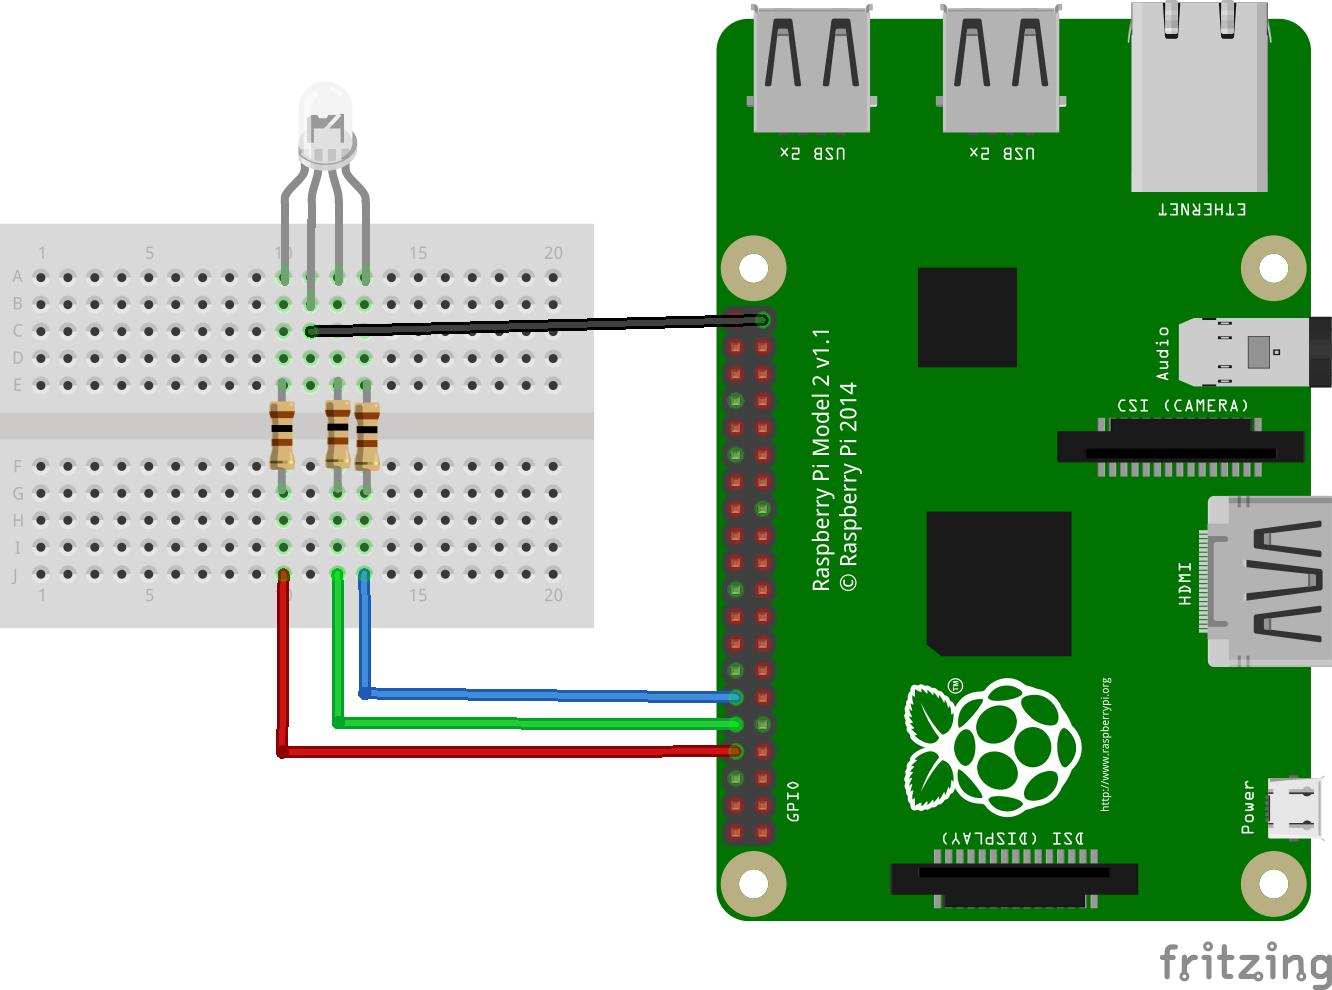 USB 2x
USB 2x
ETHERNET
1 5 10 15 20
A
B
C
D
E
F
G
H
I
J
1 5 10 15 20
Raspberry Pi Model 2 v1.1
© Raspberry Pi 2014
Audio
CSI (CAMERA)
HDMI
TM
http://www.raspberrypi.org
GPIO
Power
DSI (DISPLAY)
fritzing